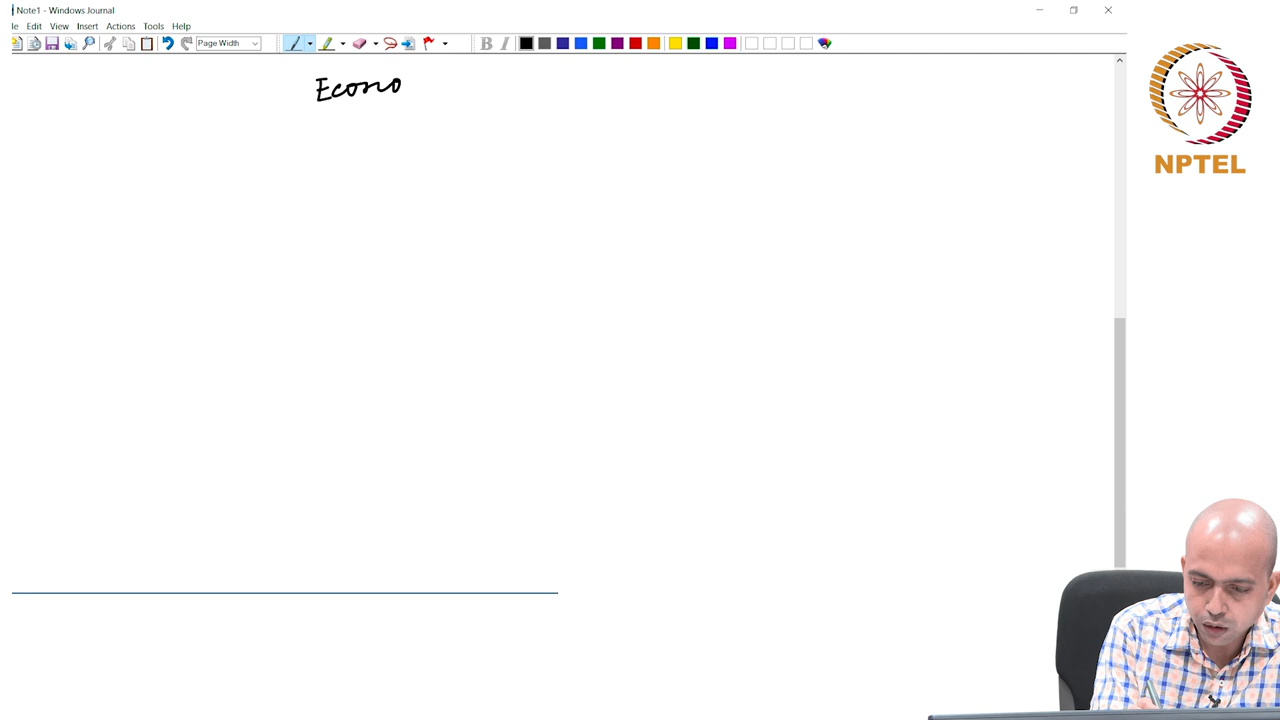 Note1 - Windows Journal
le Edit View Insert Actions Tools Help
Page Width
B I
Econo
NPTEL